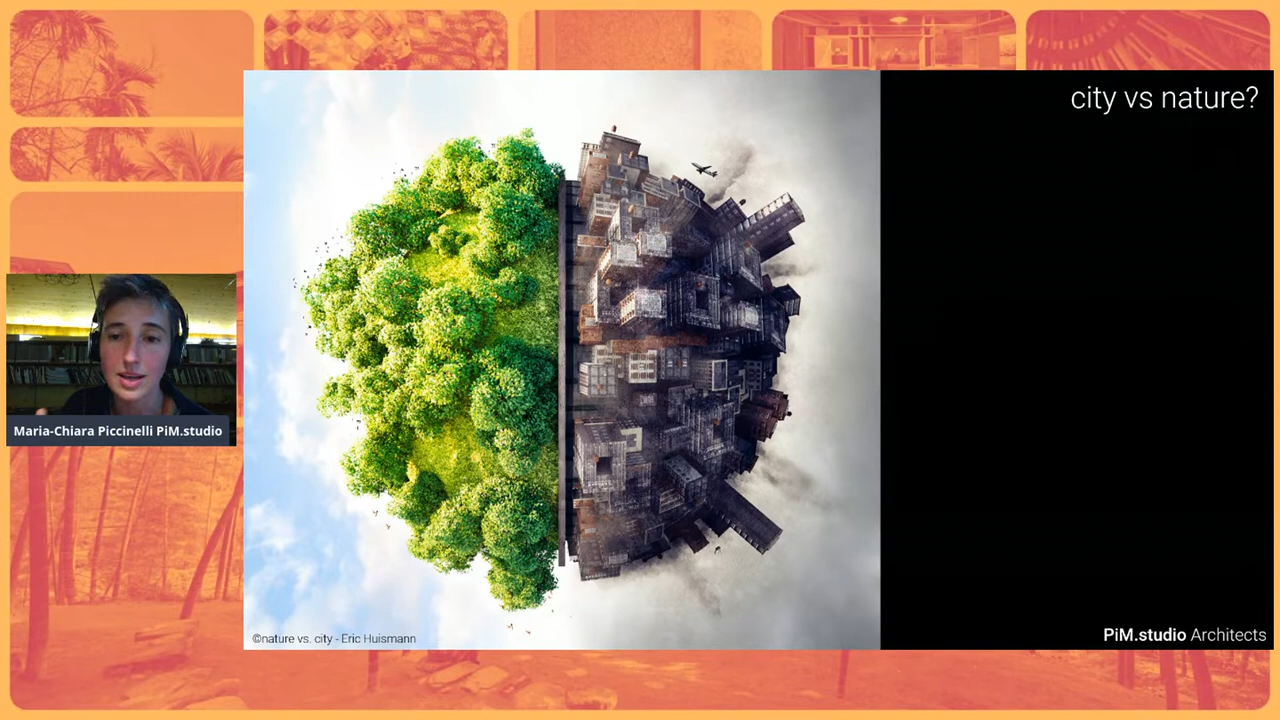 city vs nature?
Maria-Chiara Piccinelli PiM.studio
©nature vs. city - Eric Huismann
PiM.studio Architects